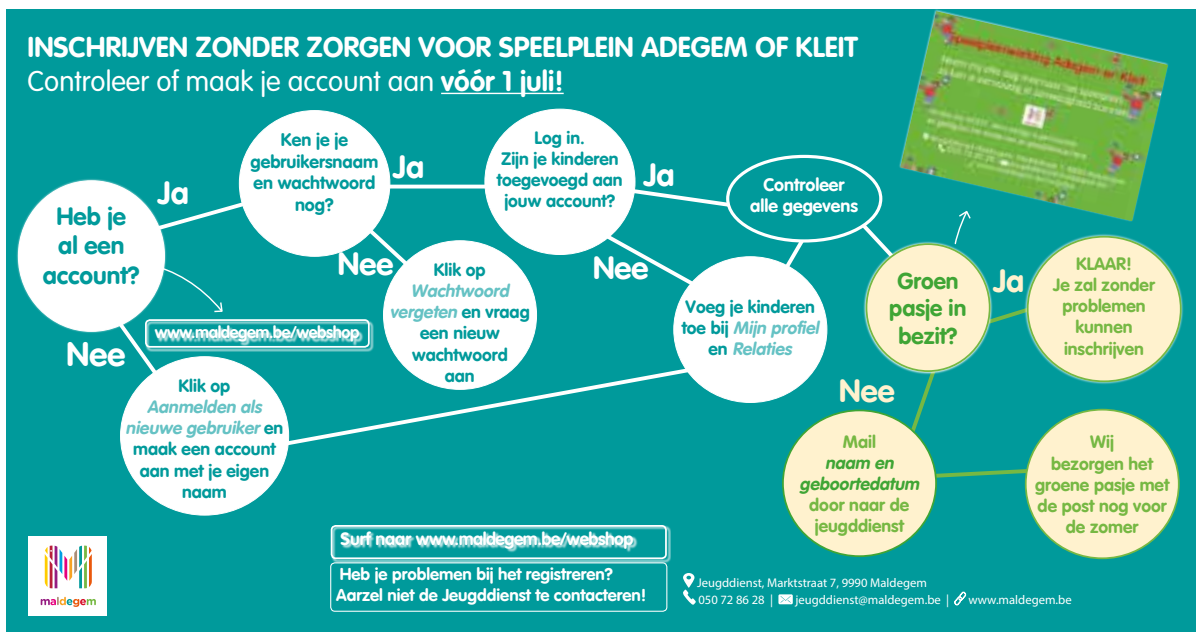 INSCHRIJVEN ZONDER ZORGEN VOOR SPEELPLEIN ADEGEM OF KLEIT
Controleer of maak je account aan vóór 1 juli!
Heb je
al een
account?
Ja
Nee
www.maldegem.be/webshop
Ken je je
gebruikersnaam
en wachtwoord
nog?
Ja
Nee
Klik op
Wachtwoord
vergeten en vraag
een nieuw
wachtwoord
aan
Klik op
Aanmelden als
nieuwe gebruiker en
maak een account
aan met je eigen
naam
Log in.
Zijn je kinderen
toegevoegd aan
jouw account?
Ja
Nee
Voeg je kinderen
toe bij Mijn profiel
en Relaties
Controleer
alle gegevens
Speelpleinwerking Adegem en Kleit
Groen
pasje in
bezit?
Ja
KLAAR!
Je zal zonder
problemen
kunnen
inschrijven
Nee
Mail
naam en
geboortedatum
door naar de
jeugddienst
Wij
bezorgen het
groene pasje met
de post nog voor
de zomer
maldegem
Surf naar www.maldegem.be/webshop
Heb je problemen bij het registreren?
Aarzel niet de Jeugddienst te contacteren!
Jeugddienst, Marktstraat 7, 9990 Maldegem
050 72 86 28 | jeugddienst@maldegem.be | www.maldegem.be